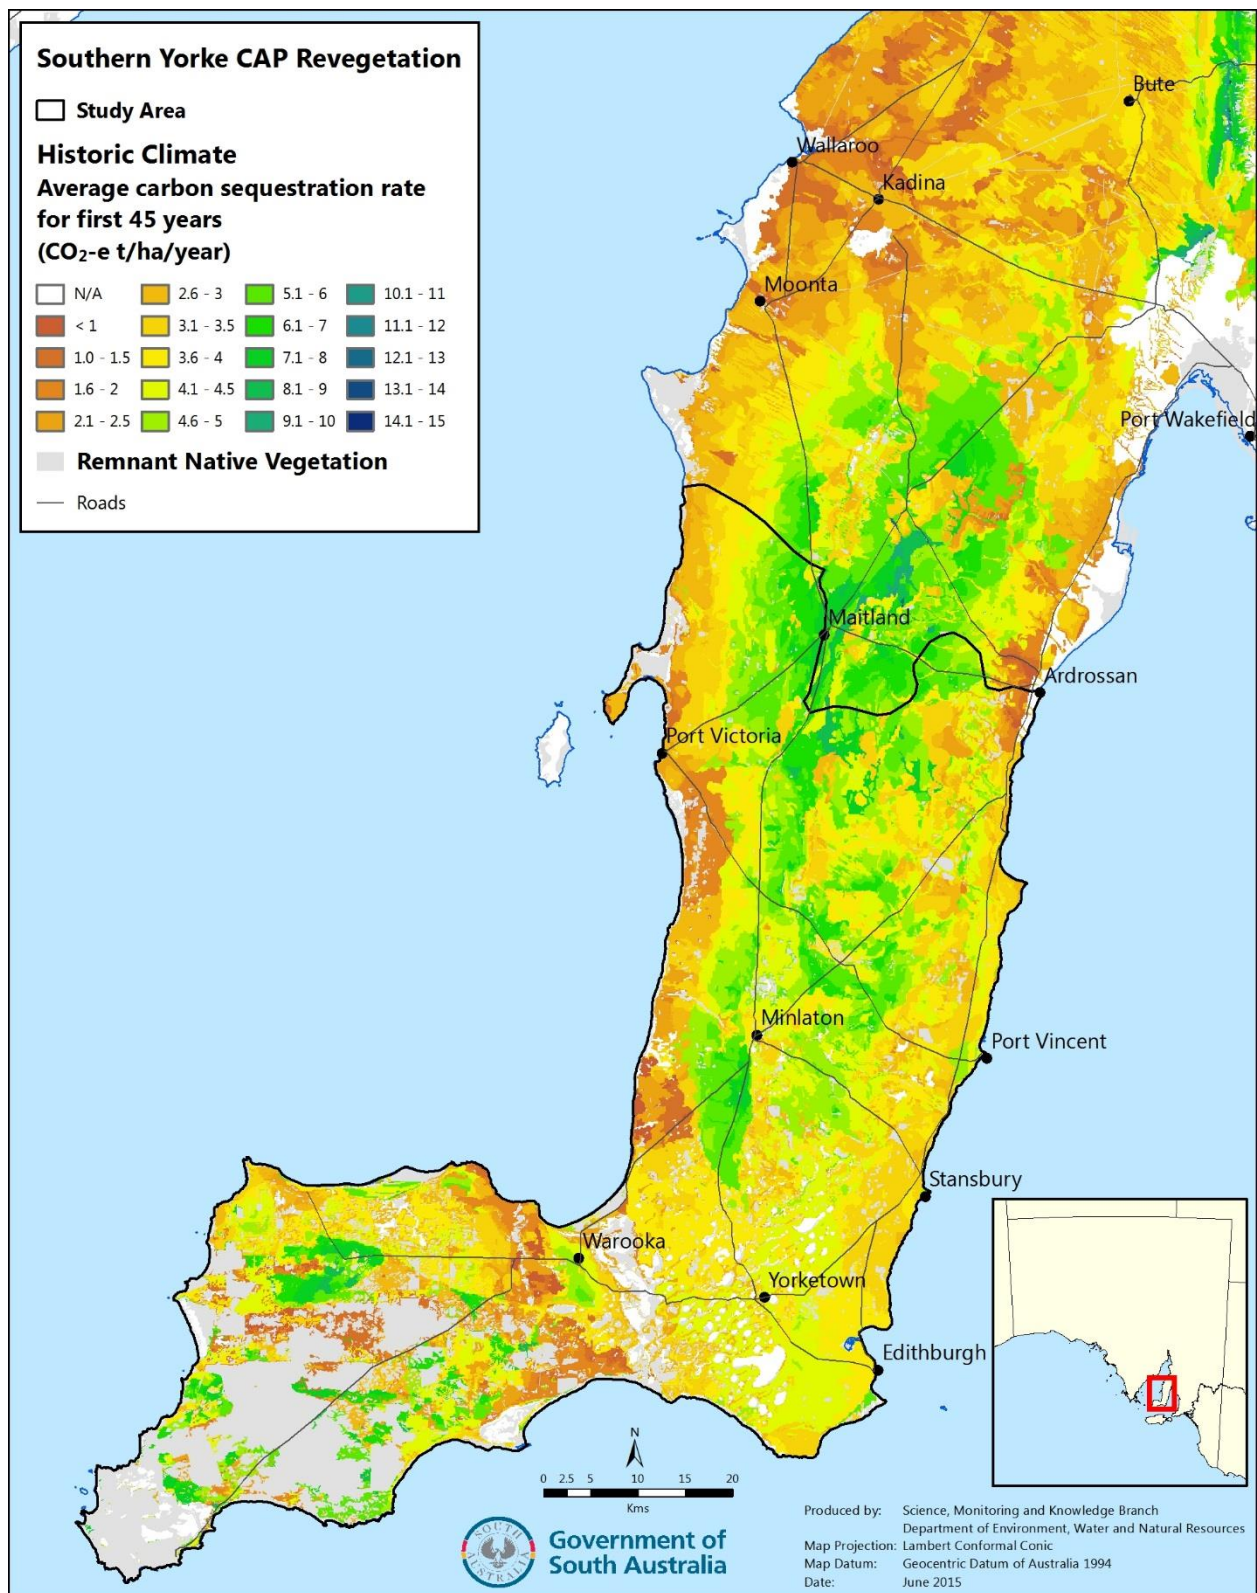 Southern Yorke CAP Revegetation
Study Area
Historic Climate
Average carbon sequestration rate
for first 45 years
(CO₂-e t/ha/year)
N/A
< 1
1.0 - 1.5
1.6 - 2
2.1 - 2.5
2.6 - 3
3.1 - 3.5
3.6 - 4
4.1 - 4.5
4.6 - 5
5.1 - 6
6.1 - 7
7.1 - 8
8.1 - 9
9.1 - 10
10.1 - 11
11.1 - 12
12.1 - 13
13.1 - 14
14.1 - 15
Remnant Native Vegetation
Roads
Bute
Wallaroo
Kadina
Moonta
Port Wakefield
Maitland
Ardrossan
Port Victoria
Minlaton
Port Vincent
Stansbury
Warooka
Yorketown
Edithburgh
N
0 2.5 5 10 15 20
Kms
SOUTH AUSTRALIA
Government of
South Australia
Produced by: Science, Monitoring and Knowledge Branch
Department of Environment, Water and Natural Resources
Map Projection: Lambert Conformal Conic
Map Datum: Geocentric Datum of Australia 1994
Date: June 2015